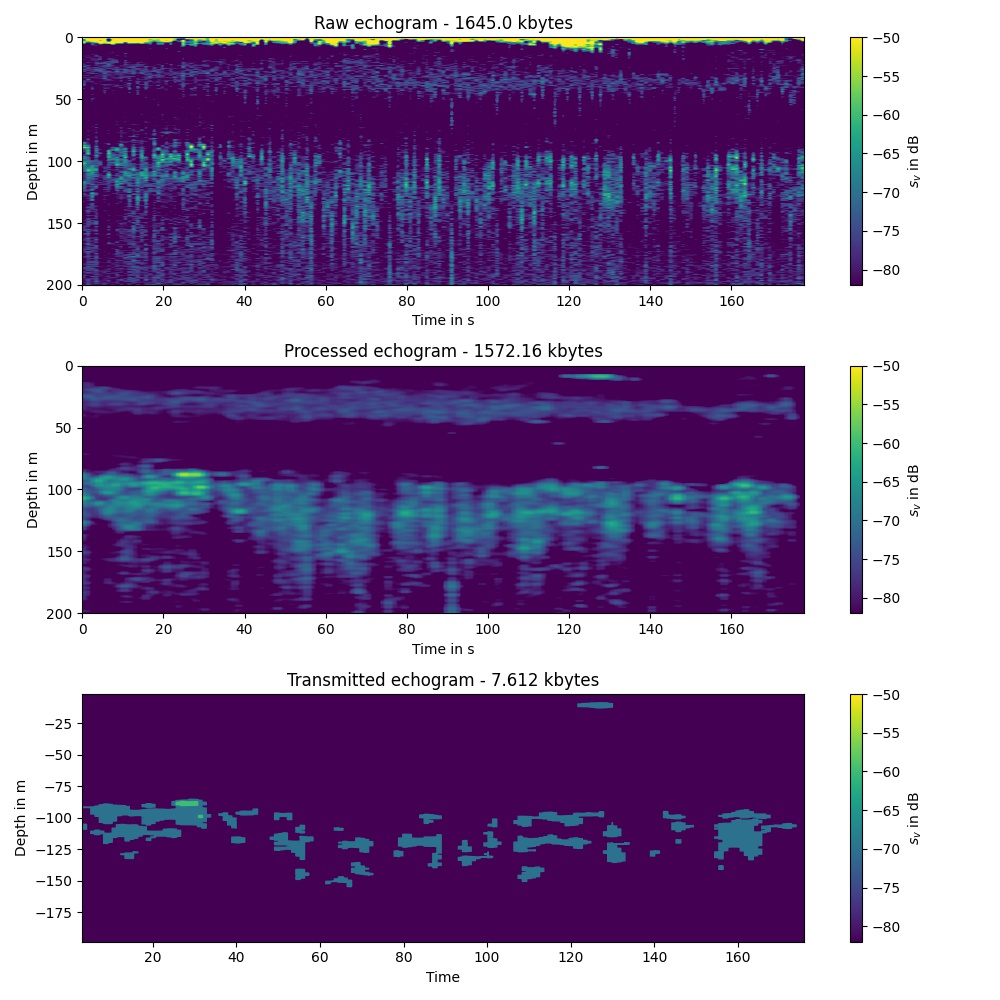 Raw echogram - 1645.0 kbytes
Depth in m
0
50
100
150
200
0 20 40 60 80 100 120 140 160
Time in s
−50
−55
−60
−65
−70
−75
−80
s_v in dB
Processed echogram - 1572.16 kbytes
Depth in m
0
50
100
150
200
0 20 40 60 80 100 120 140 160
Time in s
−50
−55
−60
−65
−70
−75
−80
s_v in dB
Transmitted echogram - 7.612 kbytes
Depth in m
−25
−50
−75
−100
−125
−150
−175
20 40 60 80 100 120 140 160
Time
−50
−55
−60
−65
−70
−75
−80
s_v in dB